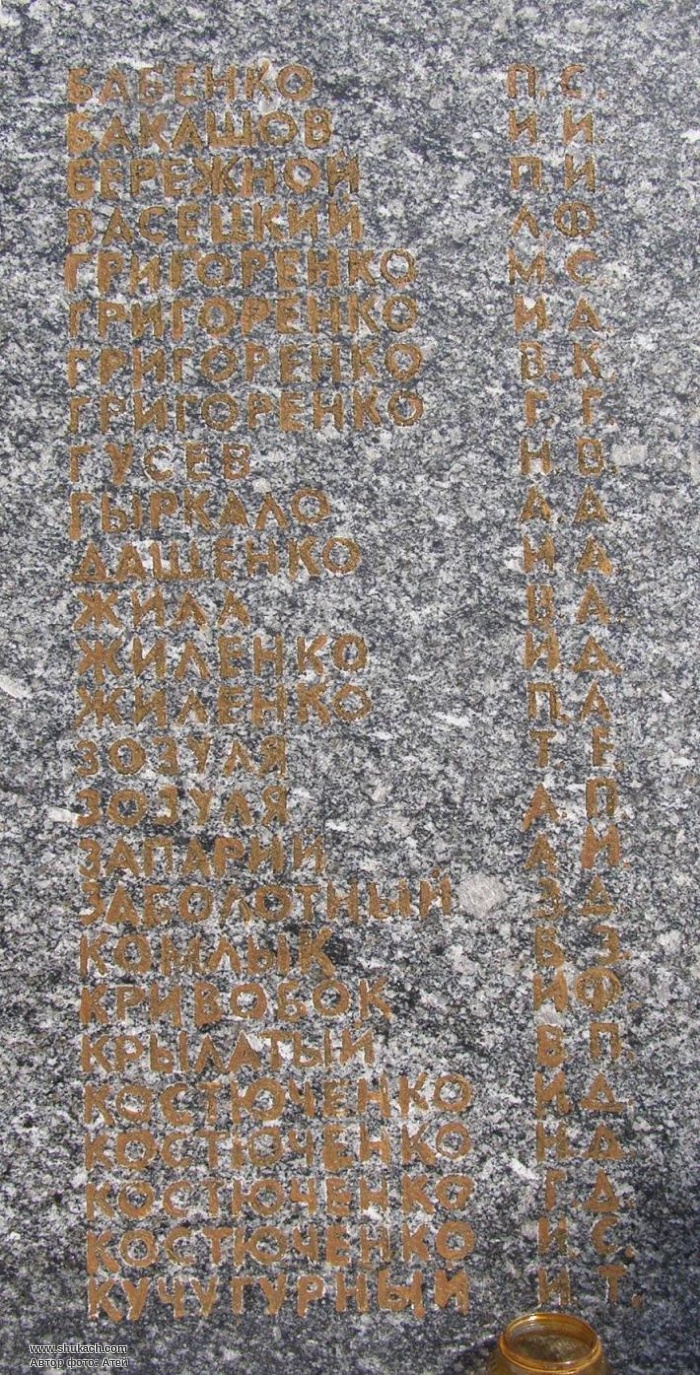 БАБЕНКО П. С.
БАКАШОВ И. И
БЕРЕЖНОЙ П. И.
ВАСЕЦКИЙ Л. Ф.
ГРИГОРЕНКО М. С.
ГРИГОРЕНКО И. А.
ГРИГОРЕНКО В. К.
ГРИГОРЕНКО Г. Г.
ГУСЕВ Н. В.
ГЫРКАЛО А. Д
ДАЩЕНКО И А
ЖИЛА В А.
ЖИЛЕНКО И. Д.
ЖИЛЕНКО П. А
ЗОЗУЛЯ Т. Е.
ЗОЗУЛЯ Д П.
ЗАПАРИЙ А. И.
ЗАБОЛОТНЫЙ З. Д
КОМЛЫК В З.
КРИВОБОК И Ф.
КРЫЛАТЫЙ В П.
КОСТЮЧЕНКО И. Д
КОСТЮЧЕНКО Н. Д
КОСТЮЧЕНКО Г Д
КОСТЮЧЕНКО И С.
КУЧУГУРНЫЙ И Т.
www.shukach.com
Автор фото: Атей